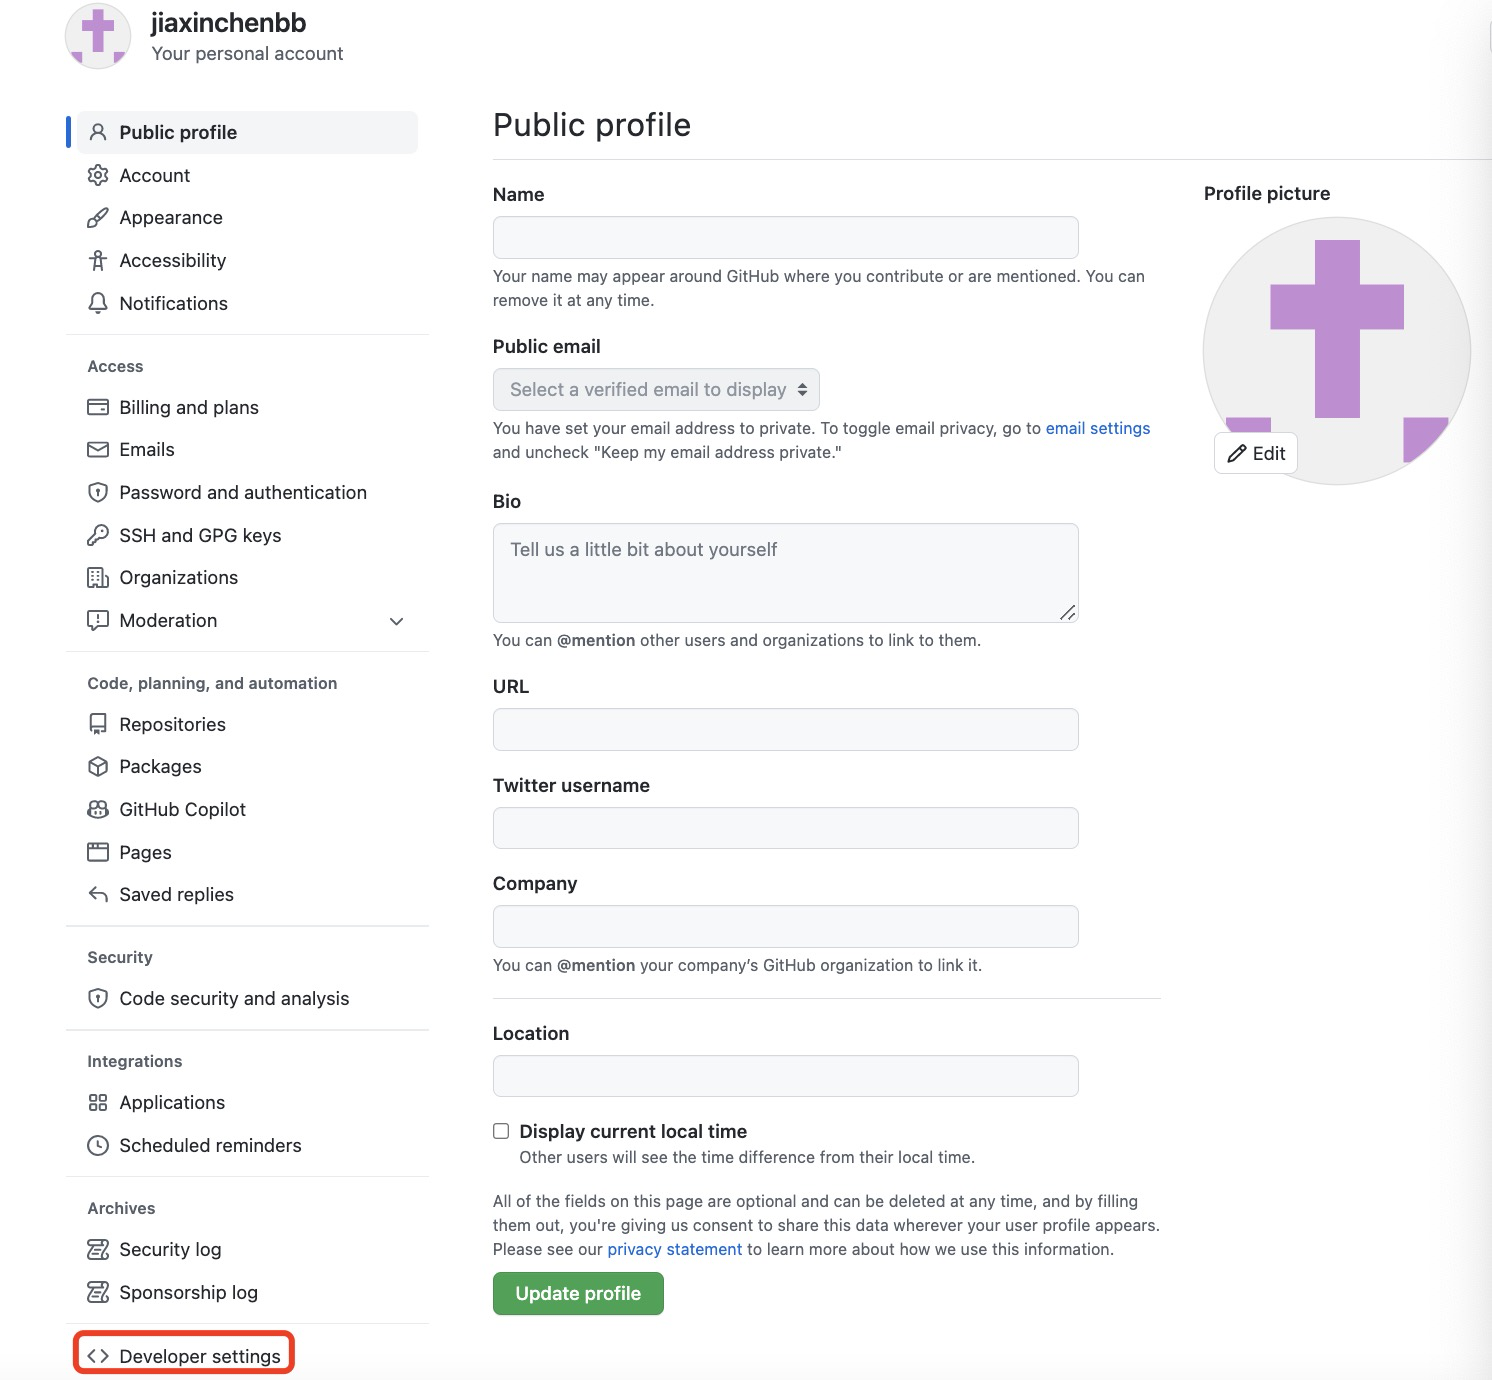 jiaxinchenbb
Your personal account
Public profile
Account
Appearance
Accessibility
Notifications
Access
Billing and plans
Emails
Password and authentication
SSH and GPG keys
Organizations
Moderation
Code, planning, and automation
Repositories
Packages
GitHub Copilot
Pages
Saved replies
Security
Code security and analysis
Integrations
Applications
Scheduled reminders
Archives
Security log
Sponsorship log
Developer settings
Public profile
Name
Your name may appear around GitHub where you contribute or are mentioned. You can
remove it at any time.
Public email
Select a verified email to display
You have set your email address to private. To toggle email privacy, go to email settings
and uncheck "Keep my email address private."
Bio
Tell us a little bit about yourself
You can @mention other users and organizations to link to them.
URL
Twitter username
Company
You can @mention your company’s GitHub organization to link it.
Location
Display current local time
Other users will see the time difference from their local time.
All of the fields on this page are optional and can be deleted at any time, and by filling
them out, you're giving us consent to share this data wherever your user profile appears.
Please see our privacy statement to learn more about how we use this information.
Update profile
Profile picture
Edit